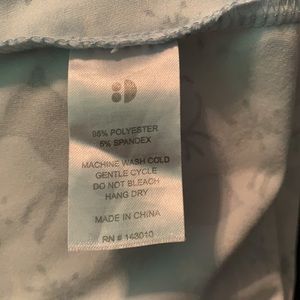 95% POLYESTER
5% SPANDEX
MACHINE WASH COLD
GENTLE CYCLE
DO NOT BLEACH
HANG DRY
MADE IN CHINA
RN # 143010